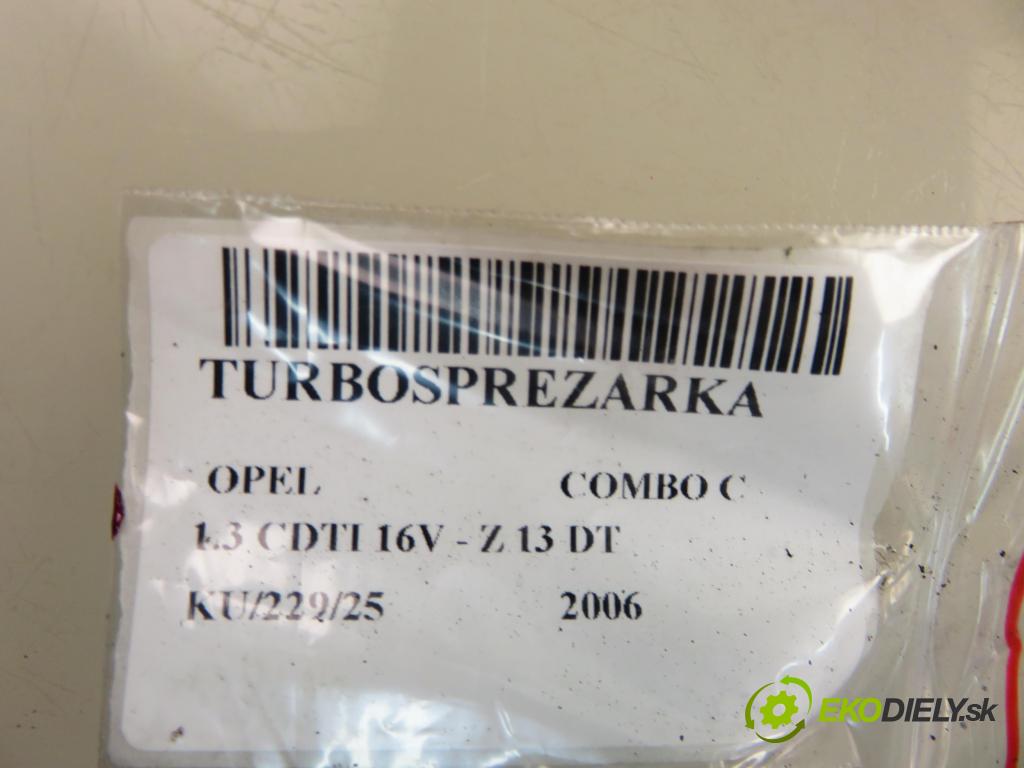 TURBOSPREZARKA
OPEL COMBO C
1.3 CDTI 16V - Z 13 DT
KU/229/25 2006
EKODIELY.sk